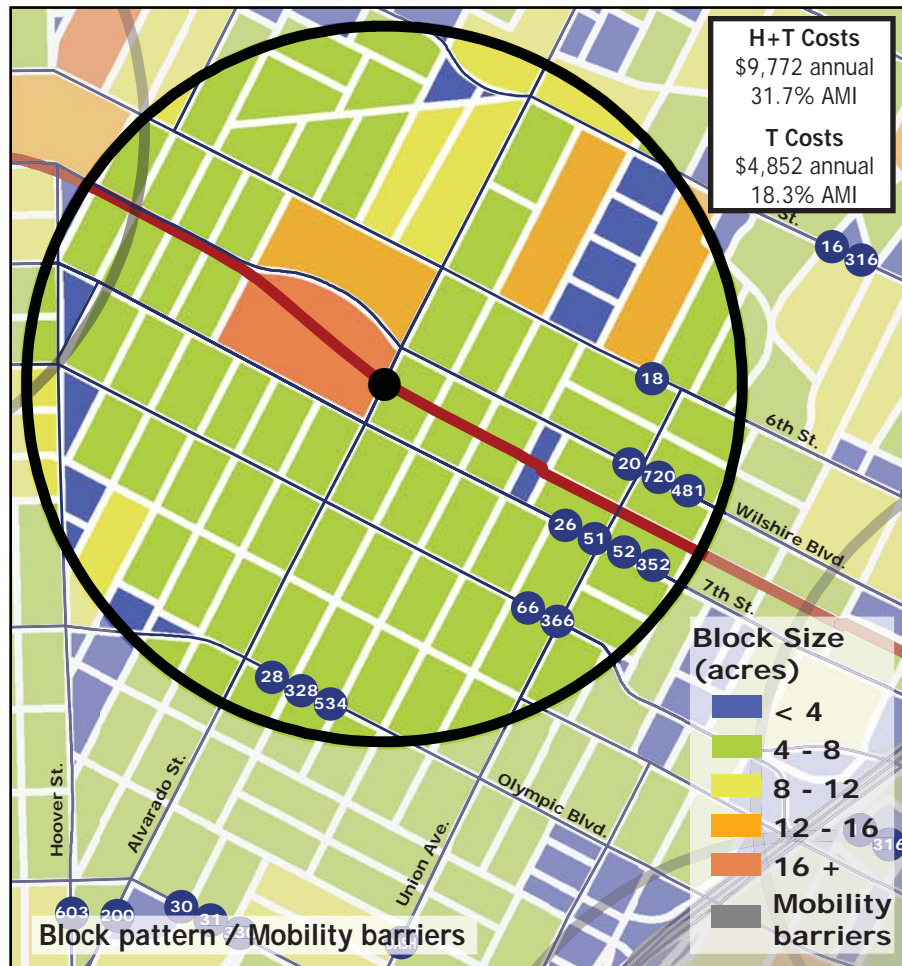 H+T Costs
$9,772 annual
31.7% AMI
T Costs
$4,852 annual
18.3% AMI
St.
16
316
18
6th St.
20
720
481
Wilshire Blvd.
26
51
52
352
7th St.
66
366
28
328
534
Block Size
(acres)
< 4
4 - 8
8 - 12
12 - 16
16 +
Mobility
barriers
316
Hoover St.
Alvarado St.
Union Ave.
Olympic Blvd.
603
200
30
31
330
Block pattern / Mobility barriers